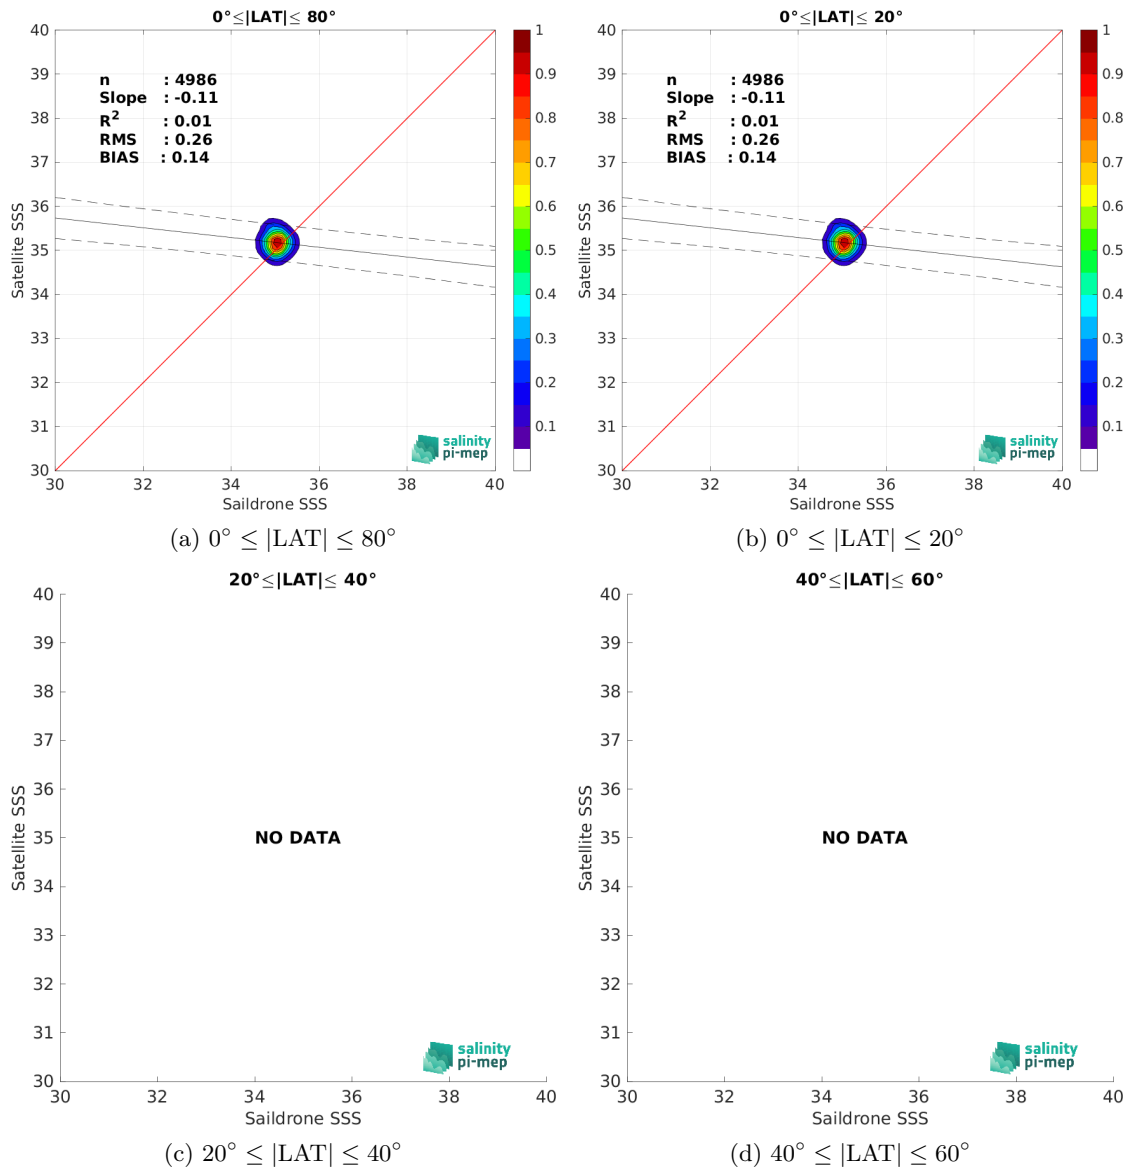 0°≤|LAT|≤ 80°
40
39
38
37
36
35
34
33
32
31
30
Satellite SSS
n : 4986
Slope : -0.11
R² : 0.01
RMS : 0.26
BIAS : 0.14
salinity
pi-mep
30 32 34 36 38 40
Saildrone SSS
1
0.9
0.8
0.7
0.6
0.5
0.4
0.3
0.2
0.1
(a) 0° ≤ |LAT| ≤ 80°
0°≤|LAT|≤ 20°
40
39
38
37
36
35
34
33
32
31
30
Satellite SSS
n : 4986
Slope : -0.11
R² : 0.01
RMS : 0.26
BIAS : 0.14
salinity
pi-mep
30 32 34 36 38 40
Saildrone SSS
1
0.9
0.8
0.7
0.6
0.5
0.4
0.3
0.2
0.1
(b) 0° ≤ |LAT| ≤ 20°
20°≤|LAT|≤ 40°
40
39
38
37
36
35
34
33
32
31
30
Satellite SSS
NO DATA
salinity
pi-mep
30 32 34 36 38 40
Saildrone SSS
(c) 20° ≤ |LAT| ≤ 40°
40°≤|LAT|≤ 60°
40
39
38
37
36
35
34
33
32
31
30
Satellite SSS
NO DATA
salinity
pi-mep
30 32 34 36 38 40
Saildrone SSS
(d) 40° ≤ |LAT| ≤ 60°